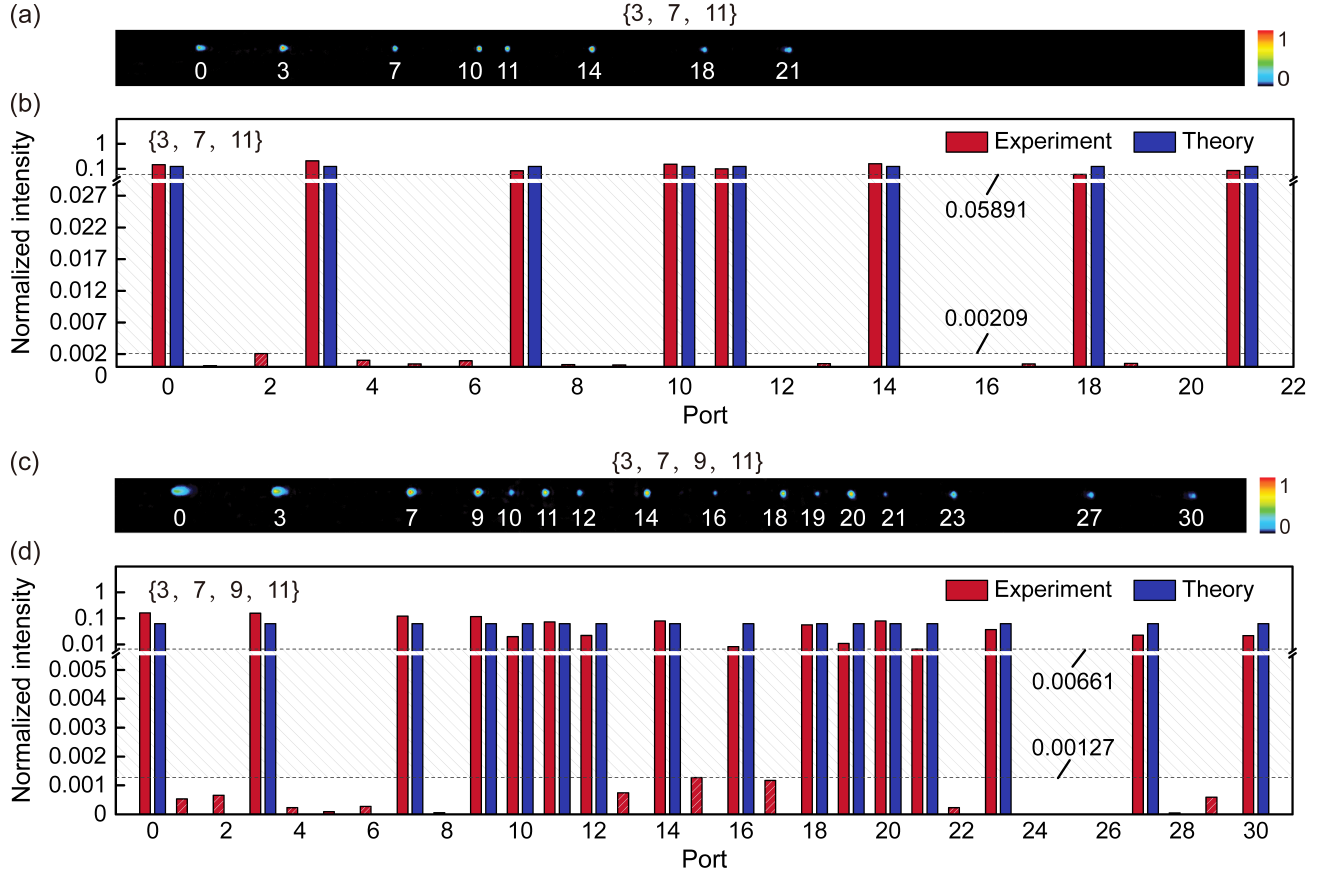 (a)
{3, 7, 11}
0 3 7 10 11 14 18 21
1
0
(b)
{3, 7, 11}
Experiment Theory
Normalized intensity
1
0.1
0.027
0.022
0.017
0.012
0.007
0.002
0
0.05891
0.00209
0 2 4 6 8 10 12 14 16 18 20 22
Port
(c)
{3, 7, 9, 11}
0 3 7 9 10 11 12 14 16 18 19 20 21 23 27 30
1
0
(d)
{3, 7, 9, 11}
Experiment Theory
Normalized intensity
1
0.1
0.01
0.005
0.004
0.003
0.002
0.001
0
0.00661
0.00127
0 2 4 6 8 10 12 14 16 18 20 22 24 26 28 30
Port